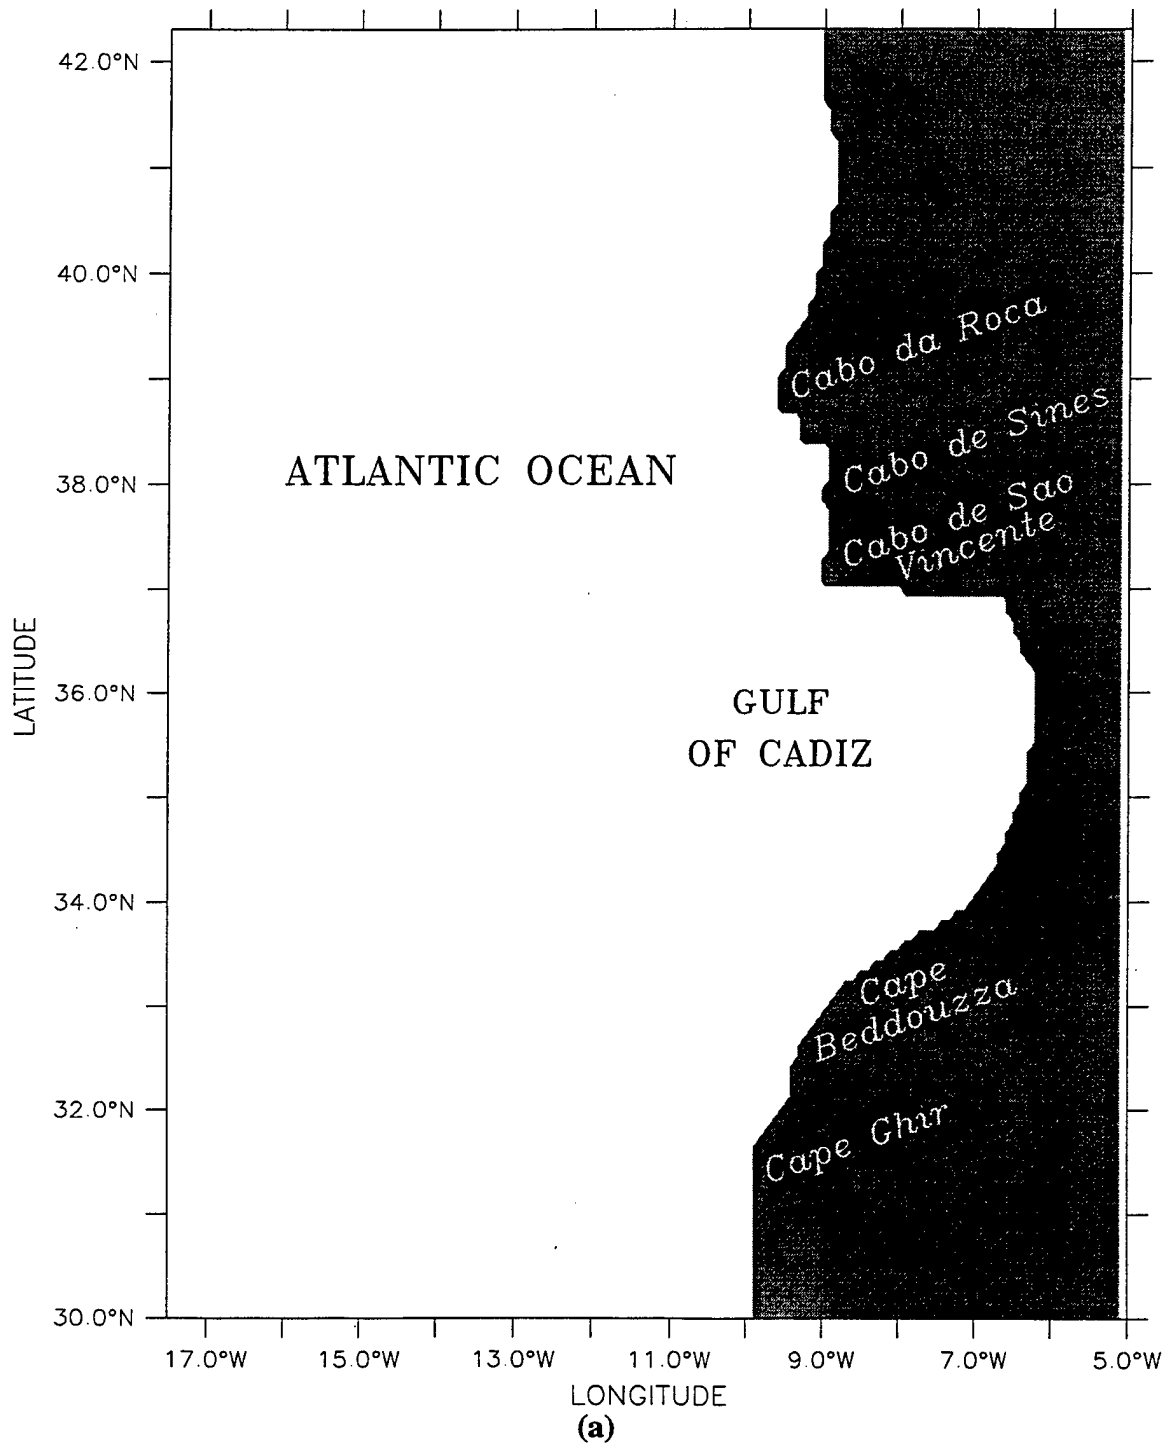 42.0°N
40.0°N
Cabo da Roca
Cabo de Sines
ATLANTIC OCEAN
38.0°N
Cabo de Sao
Vincente
LATITUDE
36.0°N
GULF
OF CADIZ
34.0°N
Cape
Beddouzza
32.0°N
Cape Ghir
30.0°N
17.0°W 15.0°W 13.0°W 11.0°W 9.0°W 7.0°W 5.0°W
LONGITUDE
(a)